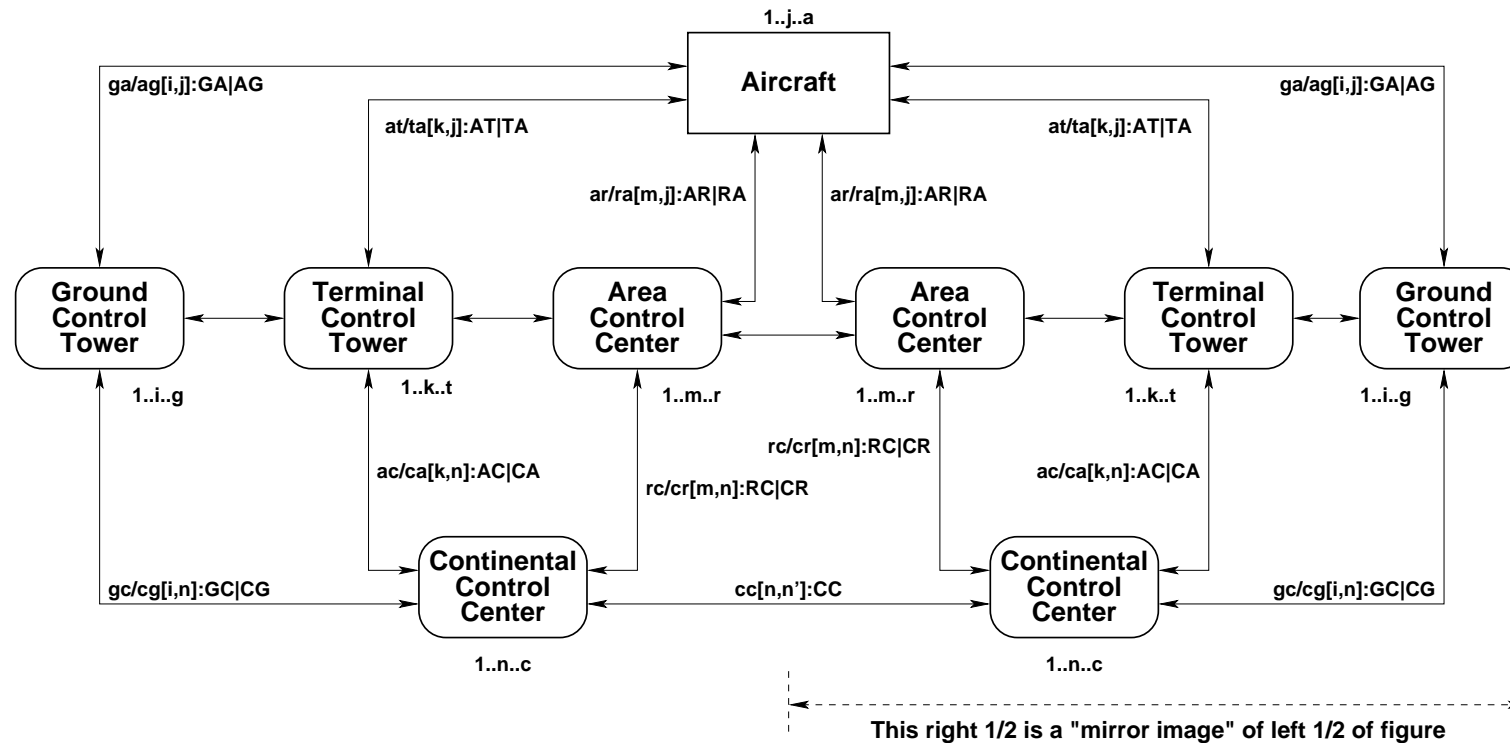 1..j..a
Aircraft
ga/ag[i,j]:GA|AG
ga/ag[i,j]:GA|AG
at/ta[k,j]:AT|TA
at/ta[k,j]:AT|TA
ar/ra[m,j]:AR|RA
ar/ra[m,j]:AR|RA
Ground
Control
Tower
Terminal
Control
Tower
Area
Control
Center
Area
Control
Center
Terminal
Control
Tower
Ground
Control
Tower
1..i..g
1..k..t
1..m..r
1..m..r
1..k..t
1..i..g
rc/cr[m,n]:RC|CR
ac/ca[k,n]:AC|CA
rc/cr[m,n]:RC|CR
ac/ca[k,n]:AC|CA
Continental
Control
Center
Continental
Control
Center
gc/cg[i,n]:GC|CG
cc[n,n']:CC
gc/cg[i,n]:GC|CG
1..n..c
1..n..c
This right 1/2 is a "mirror image" of left 1/2 of figure